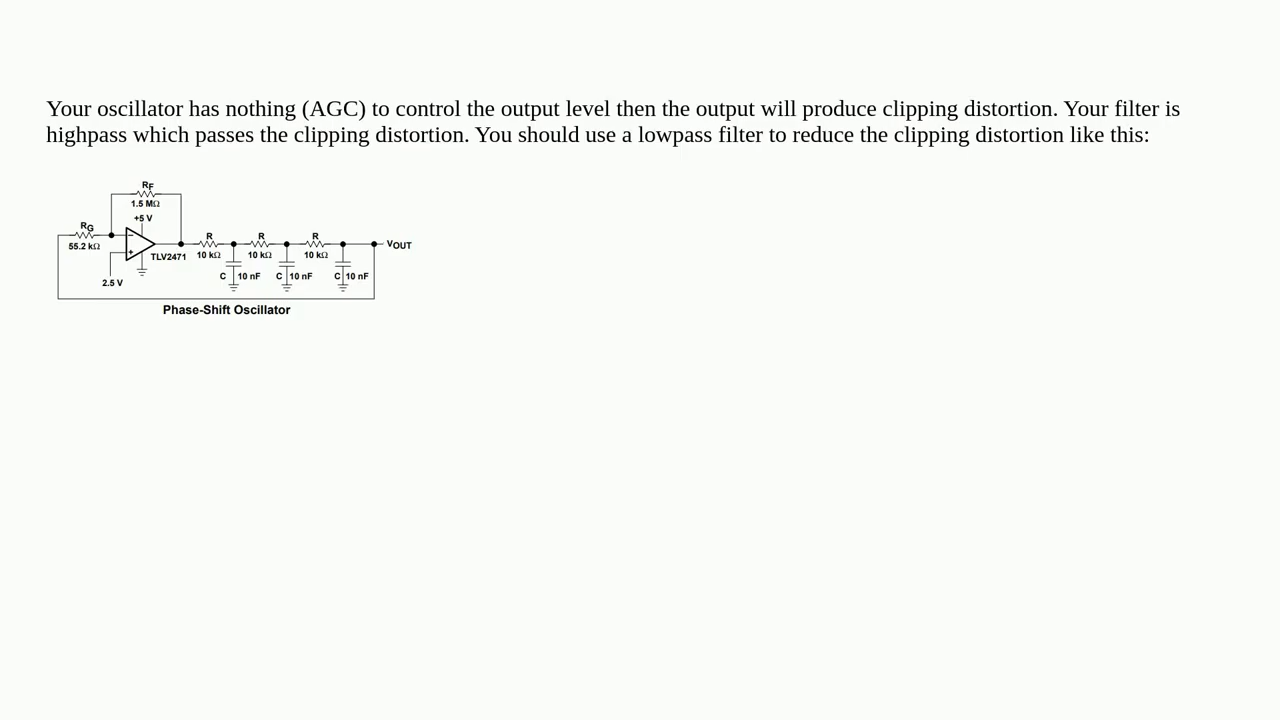 Your oscillator has nothing (AGC) to control the output level then the output will produce clipping distortion. Your filter is
highpass which passes the clipping distortion. You should use a lowpass filter to reduce the clipping distortion like this:
RF
1.5 MΩ
+5 V
RG
55.2 kΩ
−
+
TLV2471
2.5 V
R
10 kΩ
C 10 nF
R
10 kΩ
C 10 nF
R
10 kΩ
C 10 nF
VOUT
Phase-Shift Oscillator